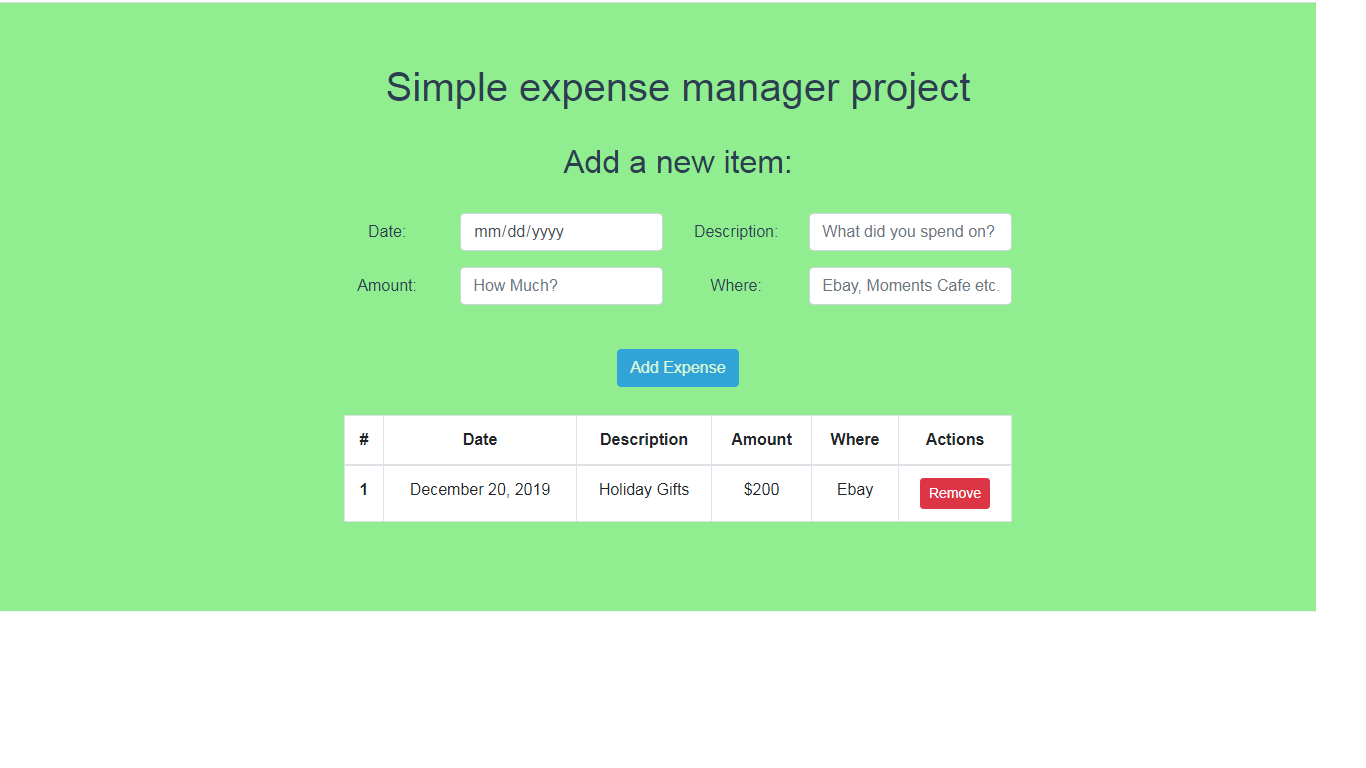 Simple expense manager project
Add a new item:
Date: mm/dd/yyyy Description: What did you spend on?
Amount: How Much? Where: Ebay, Moments Cafe etc.
Add Expense
# Date Description Amount Where Actions
1 December 20, 2019 Holiday Gifts $200 Ebay Remove